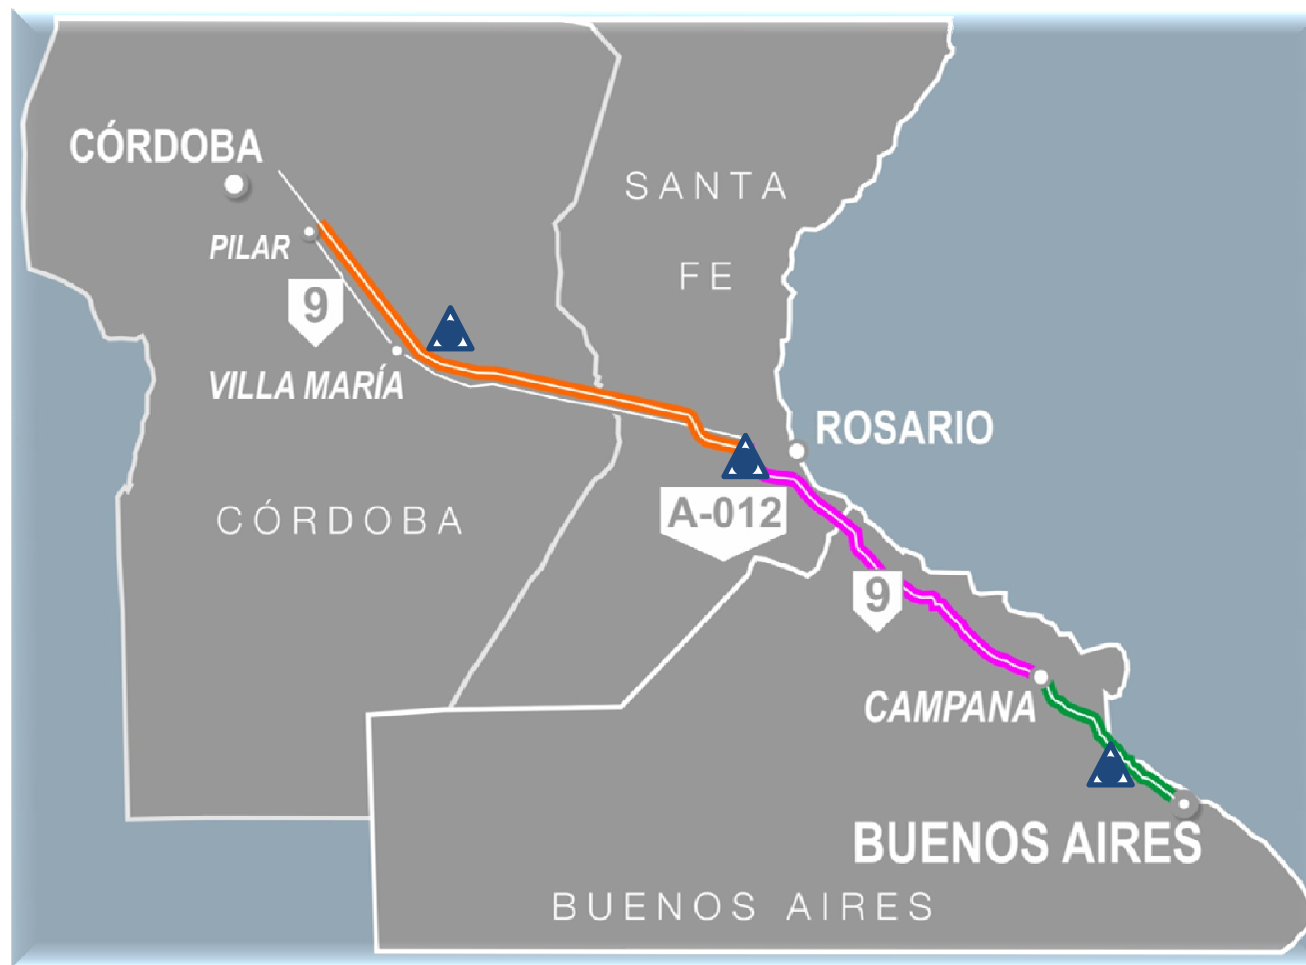 CÓRDOBA
SANTA
FE
PILAR
9
VILLA MARÍA
ROSARIO
A-012
CÓRDOBA
9
CAMPANA
BUENOS AIRES
BUENOS AIRES